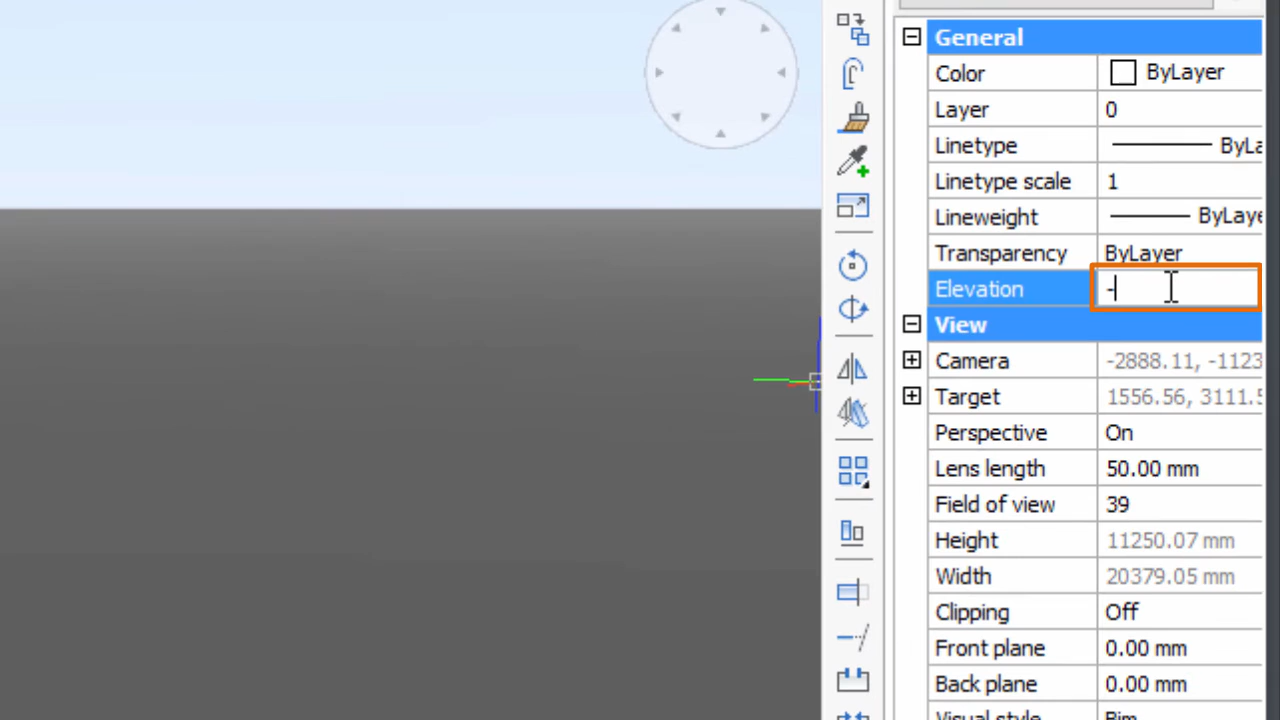 General
Color ByLayer
Layer 0
Linetype ByLa
Linetype scale 1
Lineweight ByLaye
Transparency ByLayer
Elevation -
View
Camera -2888.11, -1123
Target 1556.56, 3111.5
Perspective On
Lens length 50.00 mm
Field of view 39
Height 11250.07 mm
Width 20379.05 mm
Clipping Off
Front plane 0.00 mm
Back plane 0.00 mm
Visual style Bim